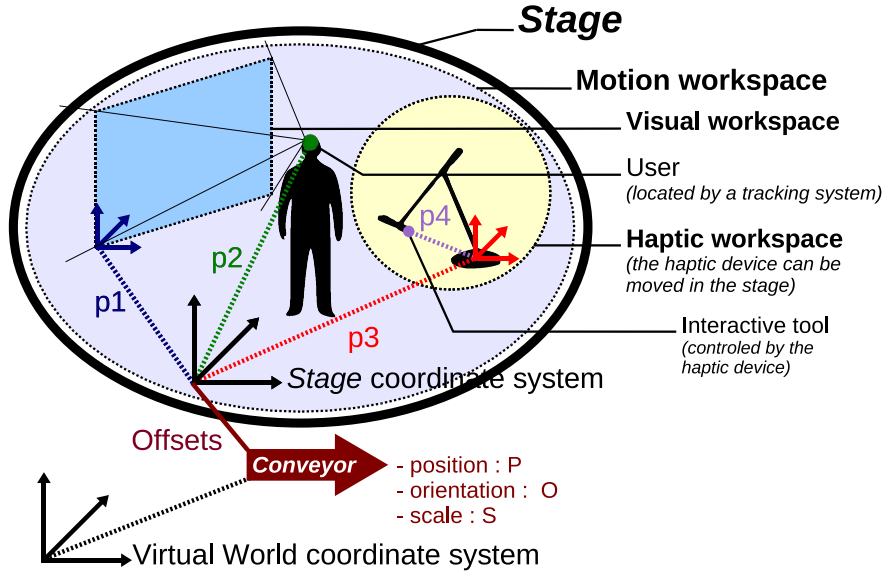 Stage
Motion workspace
Visual workspace
User
(located by a tracking system)
p4
Haptic workspace
(the haptic device can be
moved in the stage)
p2
p1
p3
Interactive tool
(controled by the
haptic device)
Stage coordinate system
Offsets
Conveyor
- position : P
- orientation : O
- scale : S
Virtual World coordinate system